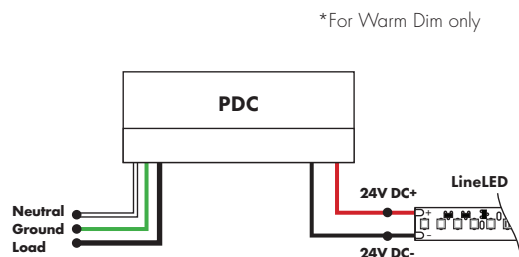 *For Warm Dim only
PDC
LineLED
24V DC+
+
Neutral
Ground
Load
-
24V DC-